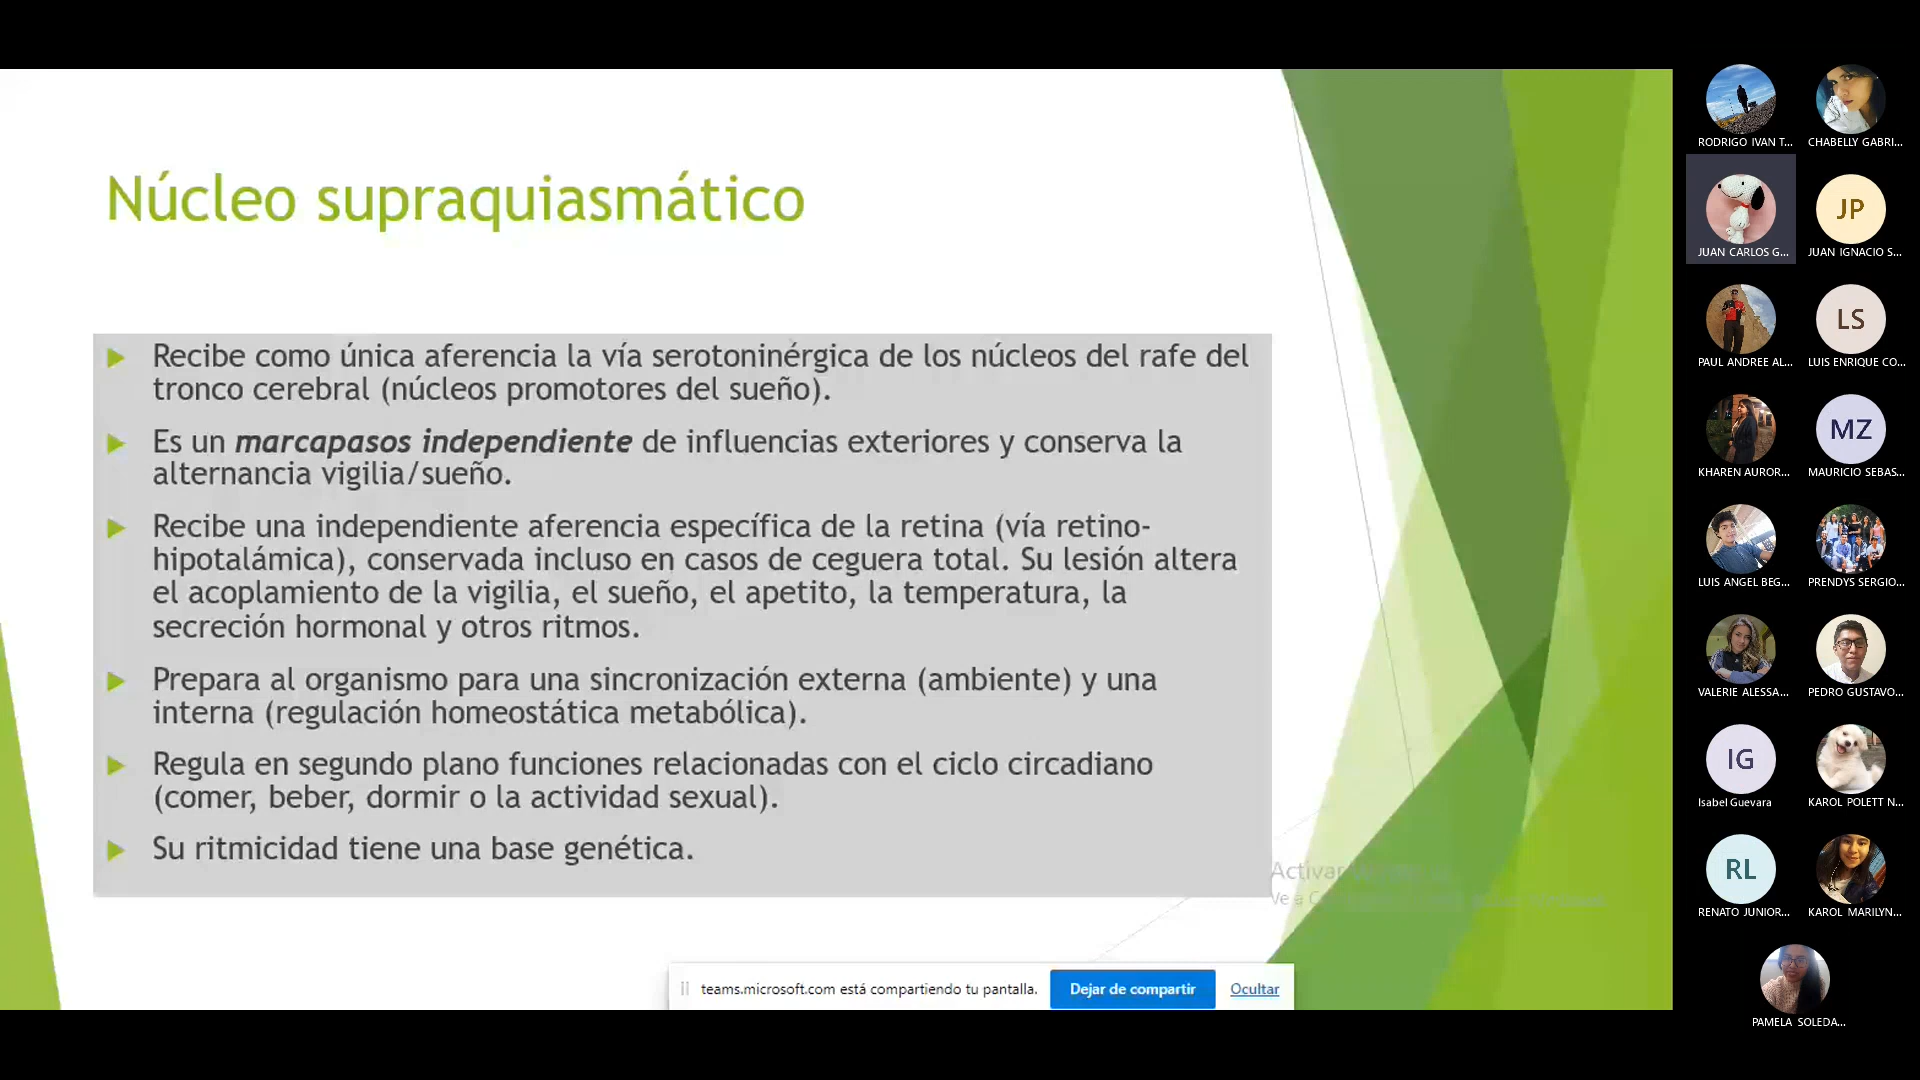 Núcleo supraquiasmático
Recibe como única aferencia la vía serotoninérgica de los núcleos del rafe del
tronco cerebral (núcleos promotores del sueño).
Es un marcapasos independiente de influencias exteriores y conserva la
alternancia vigilia/sueño.
Recibe una independiente aferencia específica de la retina (vía retino-
hipotalámica), conservada incluso en casos de ceguera total. Su lesión altera
el acoplamiento de la vigilia, el sueño, el apetito, la temperatura, la
secreción hormonal y otros ritmos.
Prepara al organismo para una sincronización externa (ambiente) y una
interna (regulación homeostática metabólica).
Regula en segundo plano funciones relacionadas con el ciclo circadiano
(comer, beber, dormir o la actividad sexual).
Su ritmicidad tiene una base genética.
Activar
Ve a
teams.microsoft.com está compartiendo tu pantalla.
Dejar de compartir
Ocultar
RODRIGO IVAN T...
CHABELLY GABRI...
JUAN CARLOS G...
JP
JUAN IGNACIO S...
PAUL ANDREE AL...
LS
LUIS ENRIQUE CO...
KHAREN AUROR...
MZ
MAURICIO SEBAS...
LUIS ANGEL BEG...
PRENDYS SERGIO...
VALERIE ALESSA...
PEDRO GUSTAVO...
IG
Isabel Guevara
KAROL POLETT N...
RL
RENATO JUNIOR...
KAROL MARILYN...
PAMELA SOLEDA...